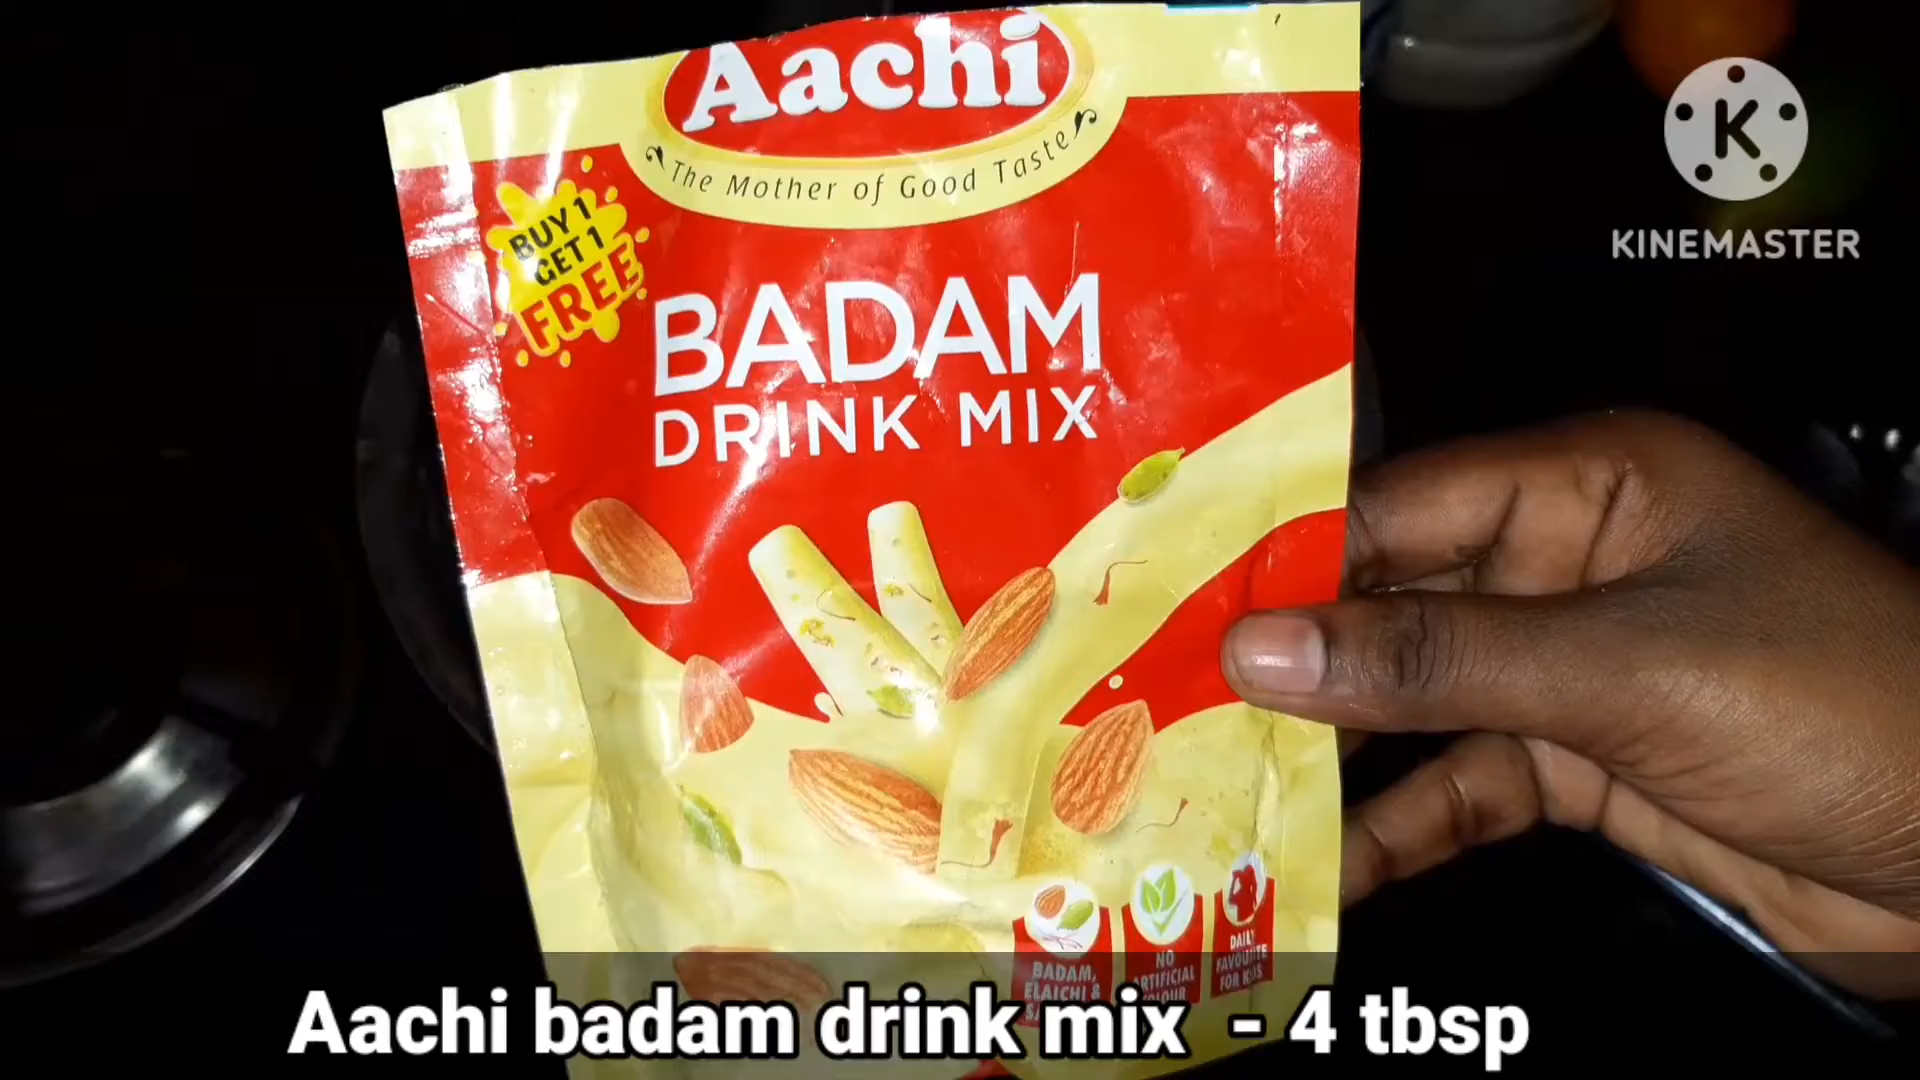 Aachi
The Mother of Good Taste
BUY 1
GET 1
FREE
BADAM
DRINK MIX
K
KINEMASTER
BADAM,
ELAICHI &
NO
ARTIFICIAL
COLOUR
DAILY
FAVOURITE
FOR KIDS
Aachi badam drink mix - 4 tbsp